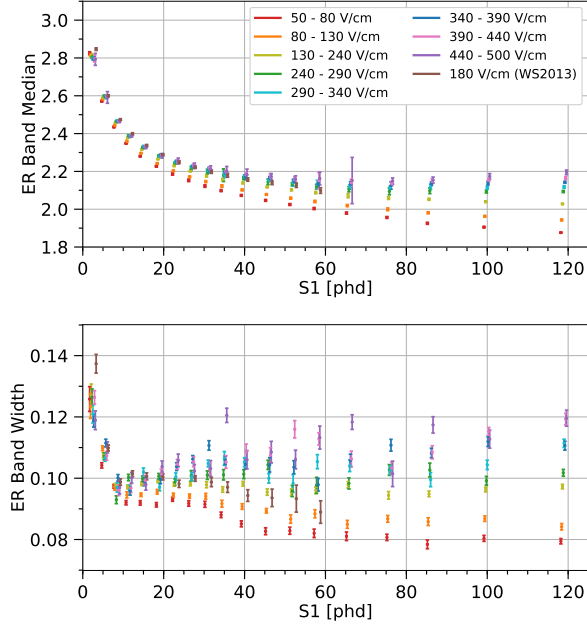 3.0
2.8
2.6
2.4
2.2
2.0
1.8
ER Band Median
50 - 80 V/cm
80 - 130 V/cm
130 - 240 V/cm
240 - 290 V/cm
290 - 340 V/cm
340 - 390 V/cm
390 - 440 V/cm
440 - 500 V/cm
180 V/cm (WS2013)
0 20 40 60 80 100 120
S1 [phd]
0.14
0.12
0.10
0.08
ER Band Width
0 20 40 60 80 100 120
S1 [phd]